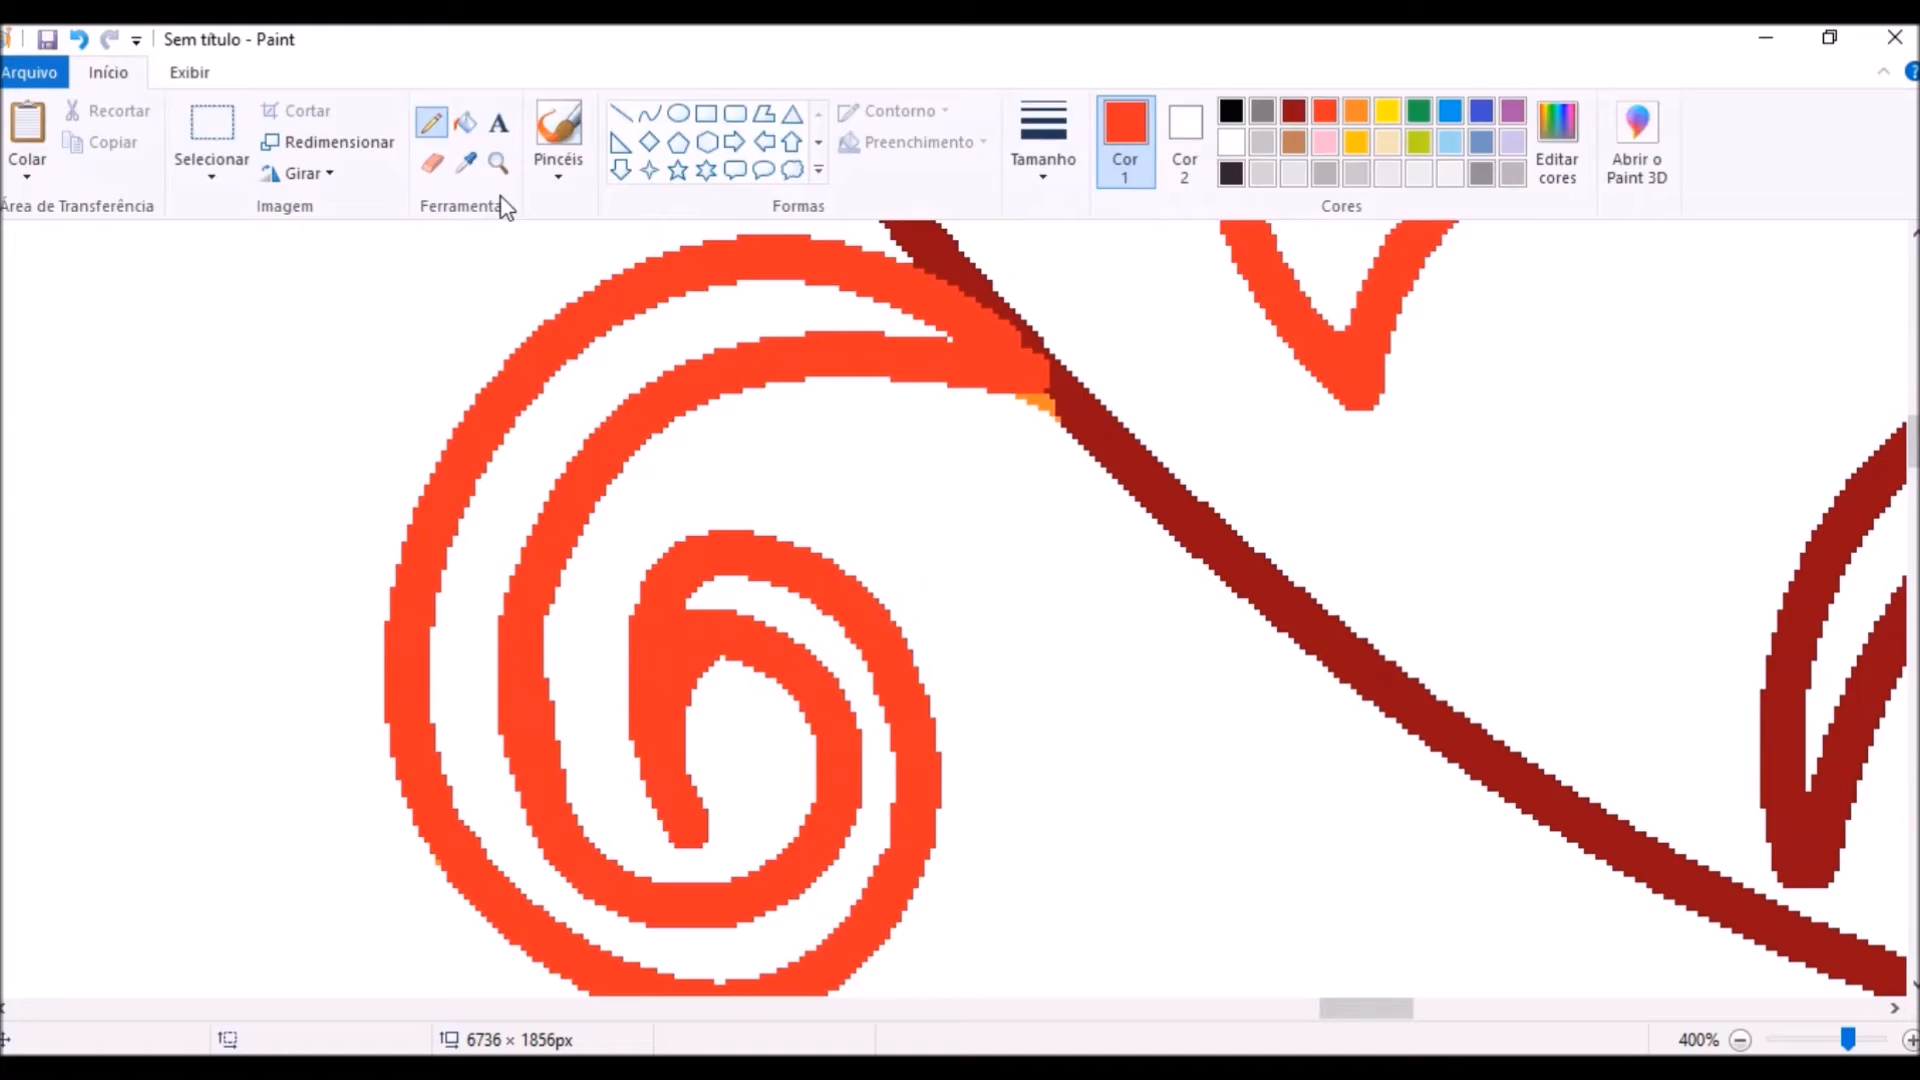 Sem título - Paint
Arquivo Início Exibir
Colar
Recortar
Copiar
Área de Transferência
Selecionar
Cortar
Redimensionar
Girar
Imagem
A
Pincéis
Formas
Contorno
Preenchimento
Tamanho
Cor
1
Cor
2
Editar
cores
Abrir o
Paint 3D
Cores
6736 × 1856px
400%